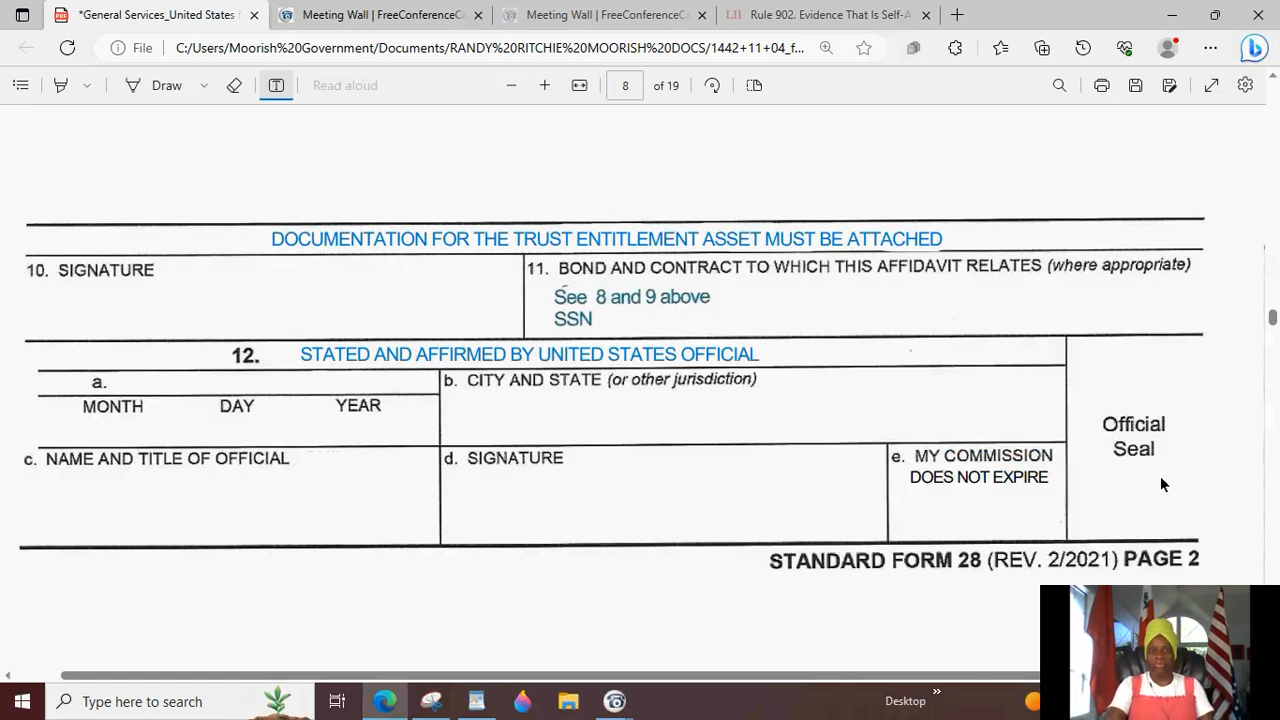 *General Services_United States
Meeting Wall | FreeConferenceCa
Meeting Wall | FreeConferenceCa
LII
Rule 902. Evidence That Is Self-A
File
C:/Users/Moorish%20Government/Documents/RANDY%20RITCHIE%20MOORISH%20DOCS/1442+11+04_f...
Draw
Read aloud
8
of 19
DOCUMENTATION FOR THE TRUST ENTITLEMENT ASSET MUST BE ATTACHED
10. SIGNATURE
11. BOND AND CONTRACT TO WHICH THIS AFFIDAVIT RELATES (where appropriate)
See 8 and 9 above
SSN
12. STATED AND AFFIRMED BY UNITED STATES OFFICIAL
a.
MONTH DAY YEAR
b. CITY AND STATE (or other jurisdiction)
Official
Seal
c. NAME AND TITLE OF OFFICIAL
d. SIGNATURE
e. MY COMMISSION
DOES NOT EXPIRE
STANDARD FORM 28 (REV. 2/2021) PAGE 2
Type here to search
Desktop